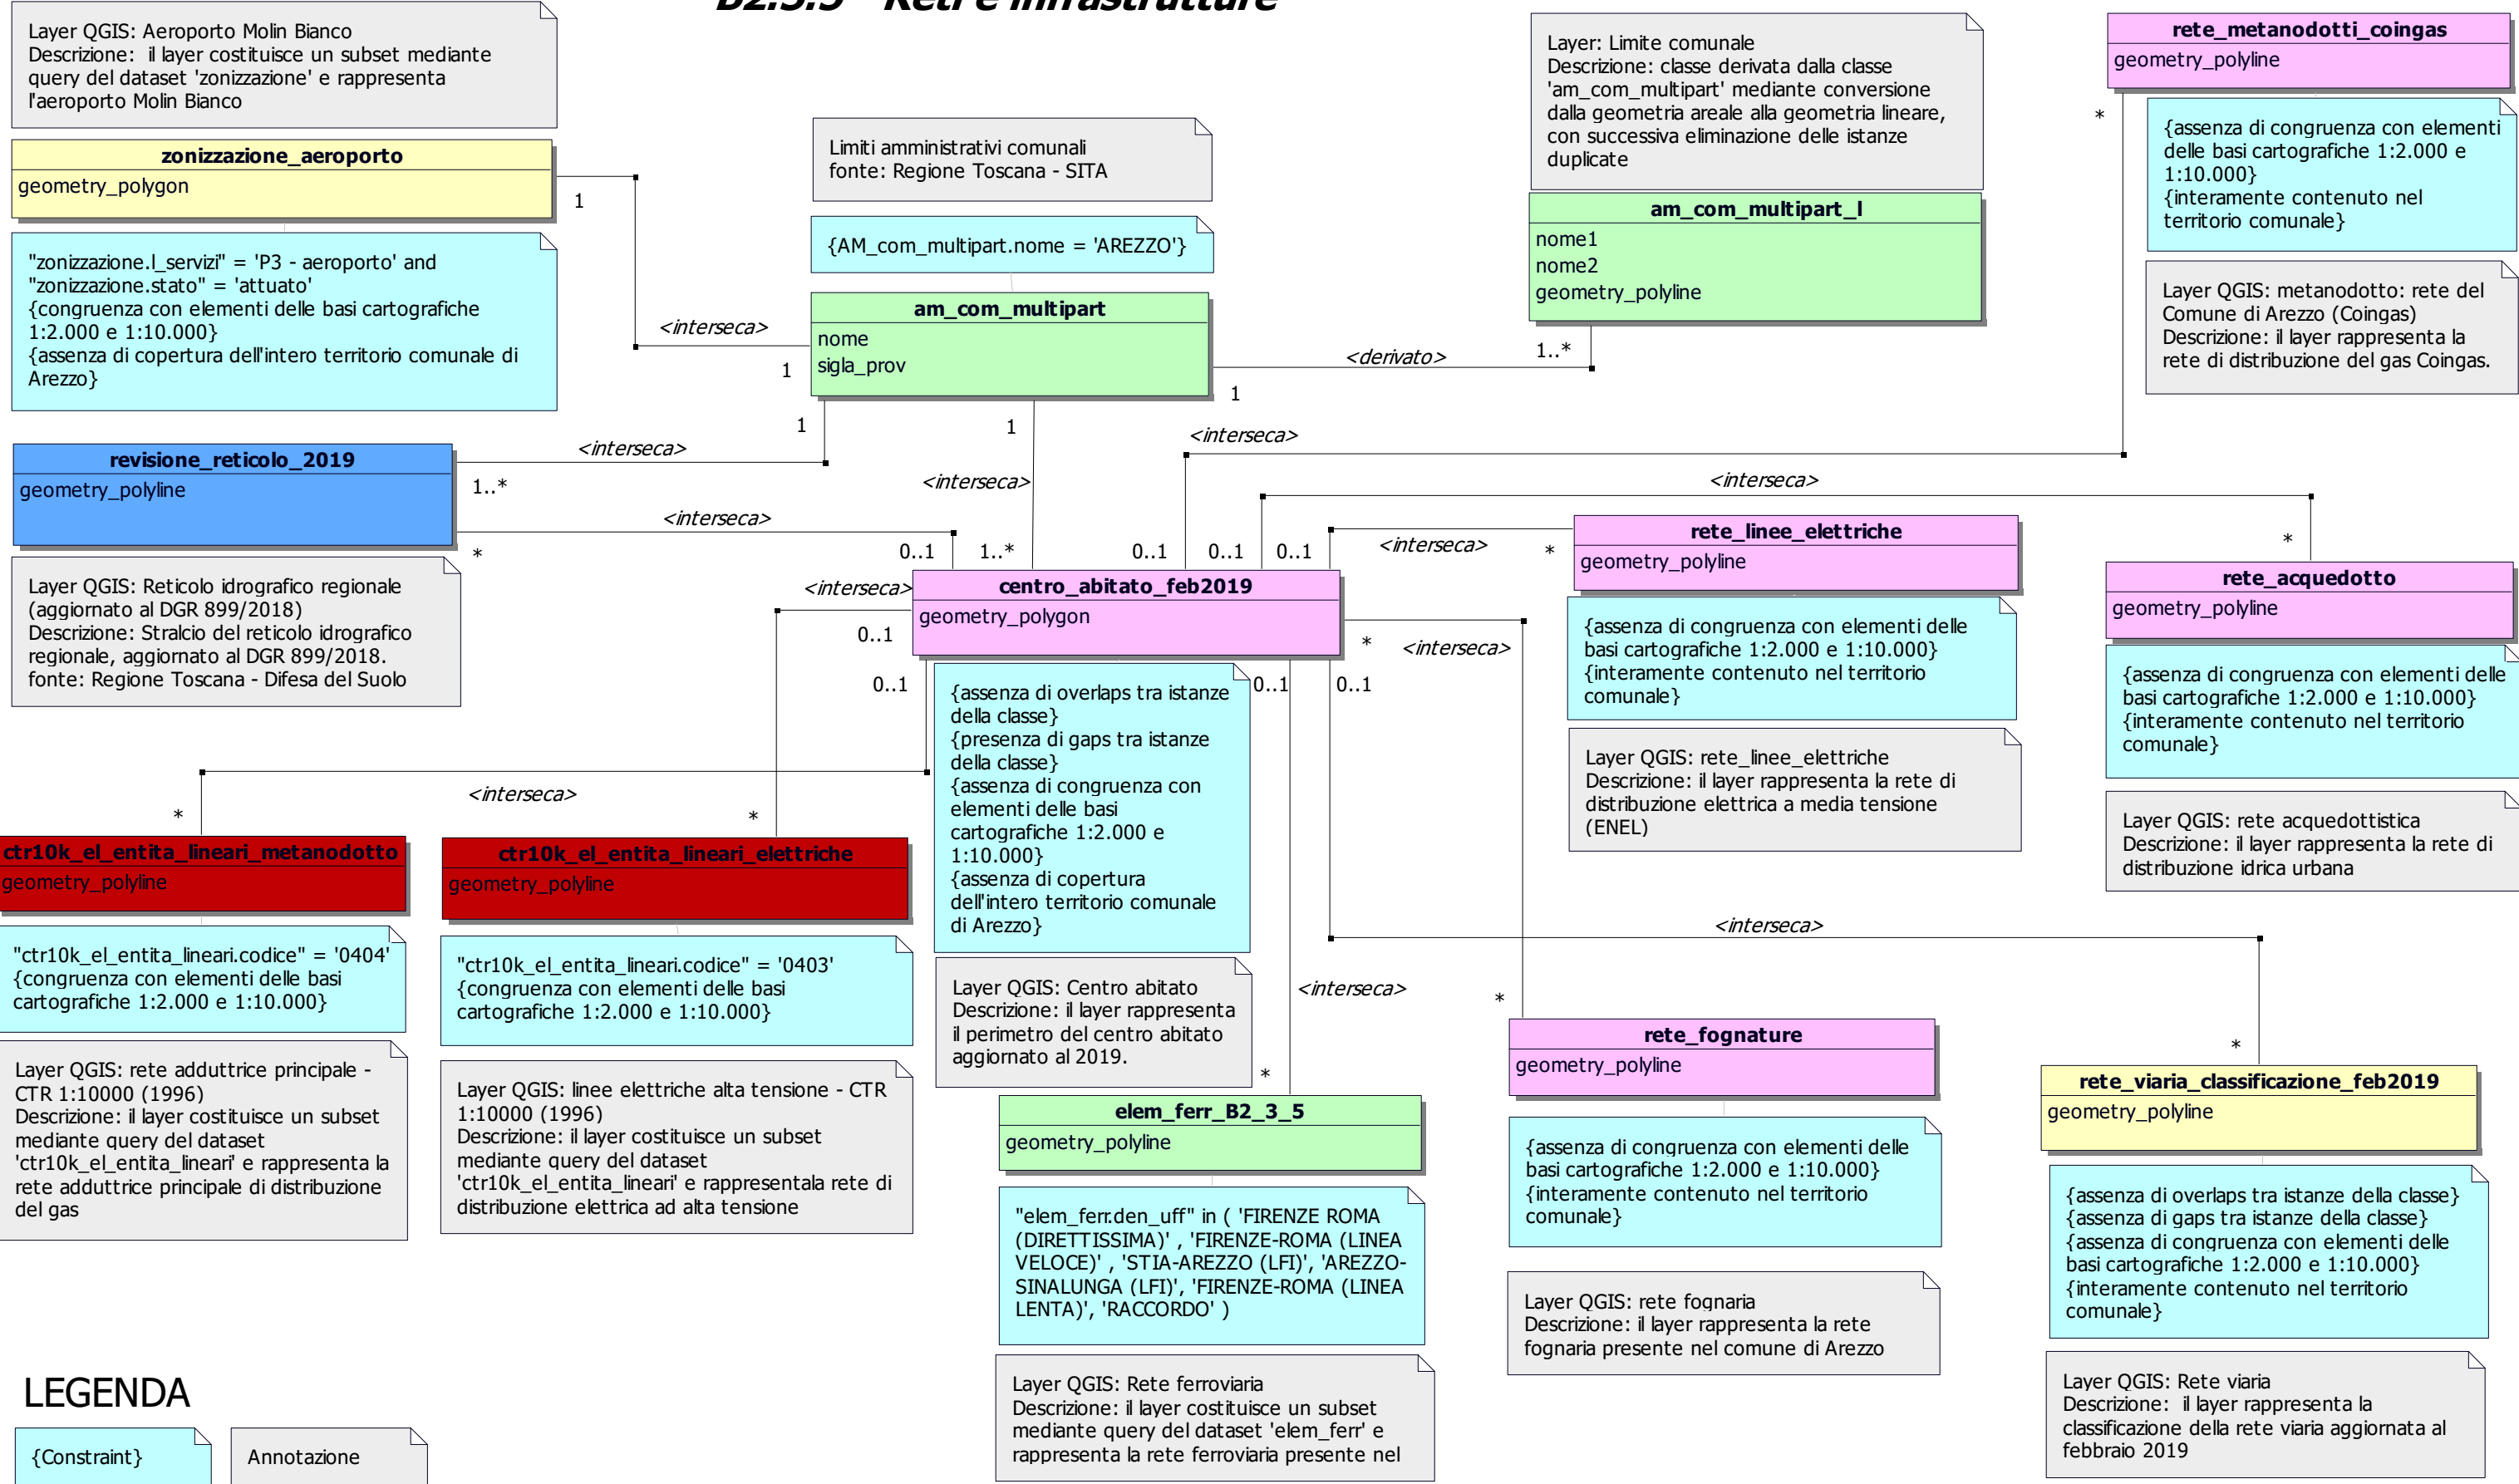 B2.3.5 - Reti e infrastrutture
Layer QGIS: Aeroporto Molin Bianco
Descrizione:  il layer costituisce un subset mediante
query del dataset 'zonizzazione' e rappresenta
l'aeroporto Molin Bianco
zonizzazione_aeroporto
geometry_polygon
1
"zonizzazione.l_servizi" = 'P3 - aeroporto' and
"zonizzazione.stato" = 'attuato'
{congruenza con elementi delle basi cartografiche
1:2.000 e 1:10.000}
{assenza di copertura dell'intero territorio comunale di
Arezzo}
<interseca>
1
Limiti amministrativi comunali
fonte: Regione Toscana - SITA
{AM_com_multipart.nome = 'AREZZO'}
am_com_multipart
nome
sigla_prov
1
1
1
<derivato>
1..*
Layer: Limite comunale
Descrizione: classe derivata dalla classe
'am_com_multipart' mediante conversione
dalla geometria areale alla geometria lineare,
con successiva eliminazione delle istanze
duplicate
am_com_multipart_l
nome1
nome2
geometry_polyline
rete_metanodotti_coingas
geometry_polyline
*
{assenza di congruenza con elementi
delle basi cartografiche 1:2.000 e
1:10.000}
{interamente contenuto nel
territorio comunale}
Layer QGIS: metanodotto: rete del
Comune di Arezzo (Coingas)
Descrizione: il layer rappresenta la
rete di distribuzione del gas Coingas.
revisione_reticolo_2019
geometry_polyline
<interseca>
1..*
<interseca>
*
<interseca>
<interseca>
<interseca>
Layer QGIS: Reticolo idrografico regionale
(aggiornato al DGR 899/2018)
Descrizione: Stralcio del reticolo idrografico
regionale, aggiornato al DGR 899/2018.
fonte: Regione Toscana - Difesa del Suolo
0..1
1..*
0..1
0..1
0..1
<interseca>
*
*
<interseca>
centro_abitato_feb2019
geometry_polygon
0..1
0..1
0..1
0..1
*
<interseca>
rete_linee_elettriche
geometry_polyline
{assenza di congruenza con elementi delle
basi cartografiche 1:2.000 e 1:10.000}
{interamente contenuto nel territorio
comunale}
Layer QGIS: rete_linee_elettriche
Descrizione: il layer rappresenta la rete di
distribuzione elettrica a media tensione
(ENEL)
rete_acquedotto
geometry_polyline
{assenza di congruenza con elementi delle
basi cartografiche 1:2.000 e 1:10.000}
{interamente contenuto nel territorio
comunale}
Layer QGIS: rete acquedottistica
Descrizione: il layer rappresenta la rete di
distribuzione idrica urbana
{assenza di overlaps tra istanze
della classe}
{presenza di gaps tra istanze
della classe}
{assenza di congruenza con
elementi delle basi
cartografiche 1:2.000 e
1:10.000}
{assenza di copertura
dell'intero territorio comunale
di Arezzo}
Layer QGIS: Centro abitato
Descrizione: il layer rappresenta
il perimetro del centro abitato
aggiornato al 2019.
<interseca>
*
*
ctr10k_el_entita_lineari_metanodotto
geometry_polyline
"ctr10k_el_entita_lineari.codice" = '0404'
{congruenza con elementi delle basi
cartografiche 1:2.000 e 1:10.000}
Layer QGIS: rete adduttrice principale -
CTR 1:10000 (1996)
Descrizione: il layer costituisce un subset
mediante query del dataset
'ctr10k_el_entita_lineari' e rappresenta la
rete adduttrice principale di distribuzione
del gas
ctr10k_el_entita_lineari_elettriche
geometry_polyline
"ctr10k_el_entita_lineari.codice" = '0403'
{congruenza con elementi delle basi
cartografiche 1:2.000 e 1:10.000}
Layer QGIS: linee elettriche alta tensione - CTR
1:10000 (1996)
Descrizione: il layer costituisce un subset
mediante query del dataset
'ctr10k_el_entita_lineari' e rappresentala rete di
distribuzione elettrica ad alta tensione
<interseca>
*
elem_ferr_B2_3_5
geometry_polyline
"elem_ferr.den_uff" in ( 'FIRENZE ROMA
(DIRETTISSIMA)' , 'FIRENZE-ROMA (LINEA
VELOCE)' , 'STIA-AREZZO (LFI)', 'AREZZO-
SINALUNGA (LFI)', 'FIRENZE-ROMA (LINEA
LENTA)', 'RACCORDO' )
Layer QGIS: Rete ferroviaria
Descrizione: il layer costituisce un subset
mediante query del dataset 'elem_ferr' e
rappresenta la rete ferroviaria presente nel
*
rete_fognature
geometry_polyline
{assenza di congruenza con elementi delle
basi cartografiche 1:2.000 e 1:10.000}
{interamente contenuto nel territorio
comunale}
Layer QGIS: rete fognaria
Descrizione: il layer rappresenta la rete
fognaria presente nel comune di Arezzo
<interseca>
*
rete_viaria_classificazione_feb2019
geometry_polyline
{assenza di overlaps tra istanze della classe}
{assenza di gaps tra istanze della classe}
{assenza di congruenza con elementi delle
basi cartografiche 1:2.000 e 1:10.000}
{interamente contenuto nel territorio
comunale}
Layer QGIS: Rete viaria
Descrizione:  il layer rappresenta la
classificazione della rete viaria aggiornata al
febbraio 2019
LEGENDA
{Constraint}
Annotazione